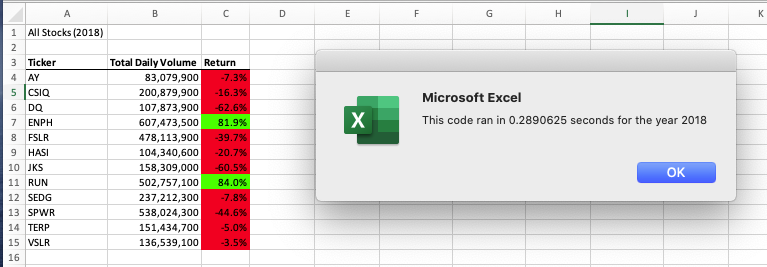 A B C D E F G H I J K
1 All Stocks (2018)
2
3 Ticker Total Daily Volume Return
4 AY 83,079,900 -7.3%
5 CSIQ 200,879,900 -16.3%
6 DQ 107,873,900 -62.6%
7 ENPH 607,473,500 81.9%
8 FSLR 478,113,900 -39.7%
9 HASI 104,340,600 -20.7%
10 JKS 158,309,000 -60.5%
11 RUN 502,757,100 84.0%
12 SEDG 237,212,300 -7.8%
13 SPWR 538,024,300 -44.6%
14 TERP 151,434,700 -5.0%
15 VSLR 136,539,100 -3.5%
16
Microsoft Excel
This code ran in 0.2890625 seconds for the year 2018
X
OK